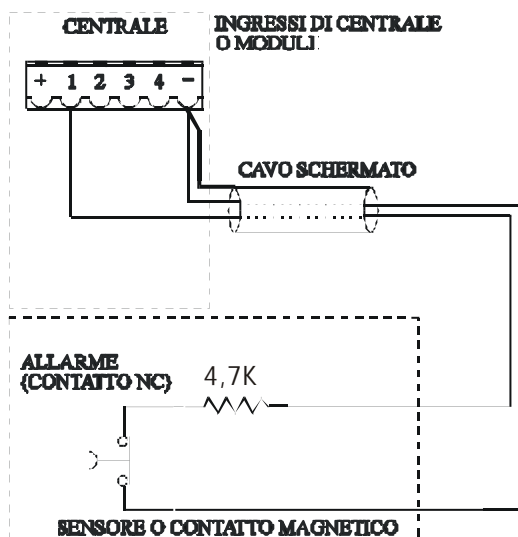 CENTRALE
INGRESSI DI CENTRALE
O MODULI
+ 1 2 3 4 −
CAVO SCHERMATO
ALLARME
(CONTATTO NC)
4,7K
SENSORE O CONTATTO MAGNETICO